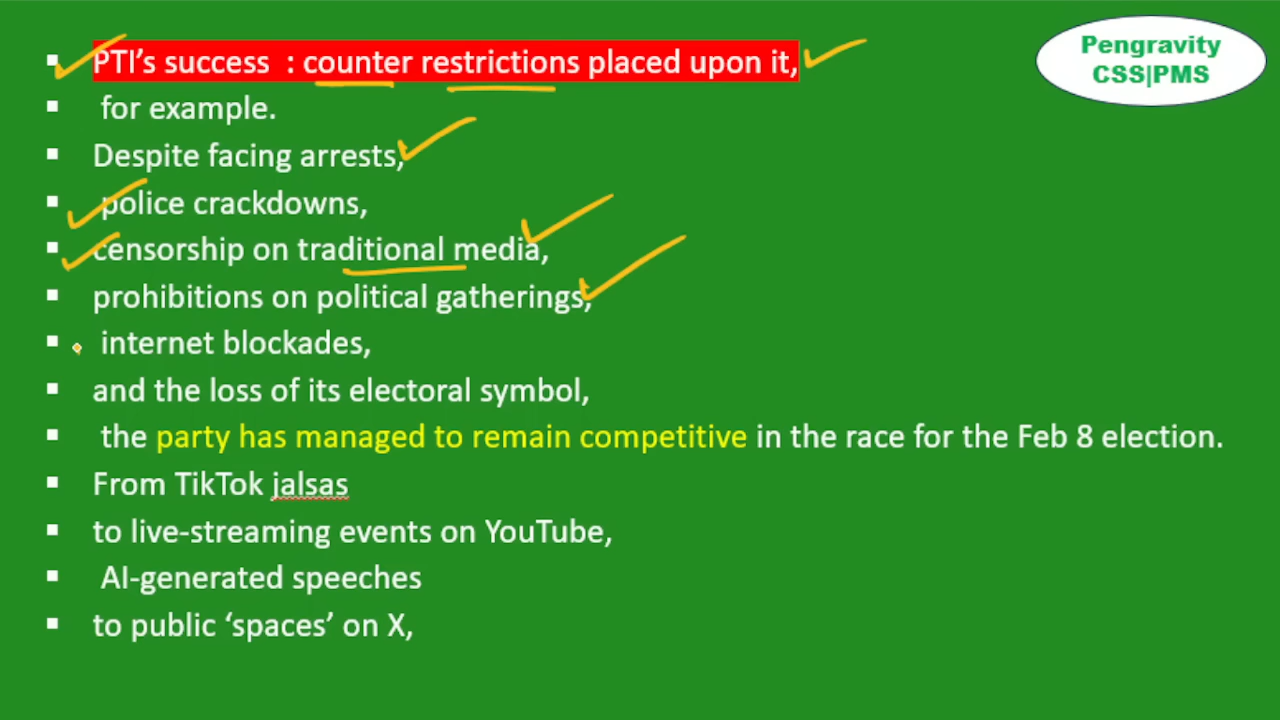 PTI's success : counter restrictions placed upon it,
for example.
Despite facing arrests,
police crackdowns,
censorship on traditional media,
prohibitions on political gatherings,
internet blockades,
and the loss of its electoral symbol,
the party has managed to remain competitive in the race for the Feb 8 election.
From TikTok jalsas
to live-streaming events on YouTube,
AI-generated speeches
to public ‘spaces’ on X,
Pengravity
CSS|PMS